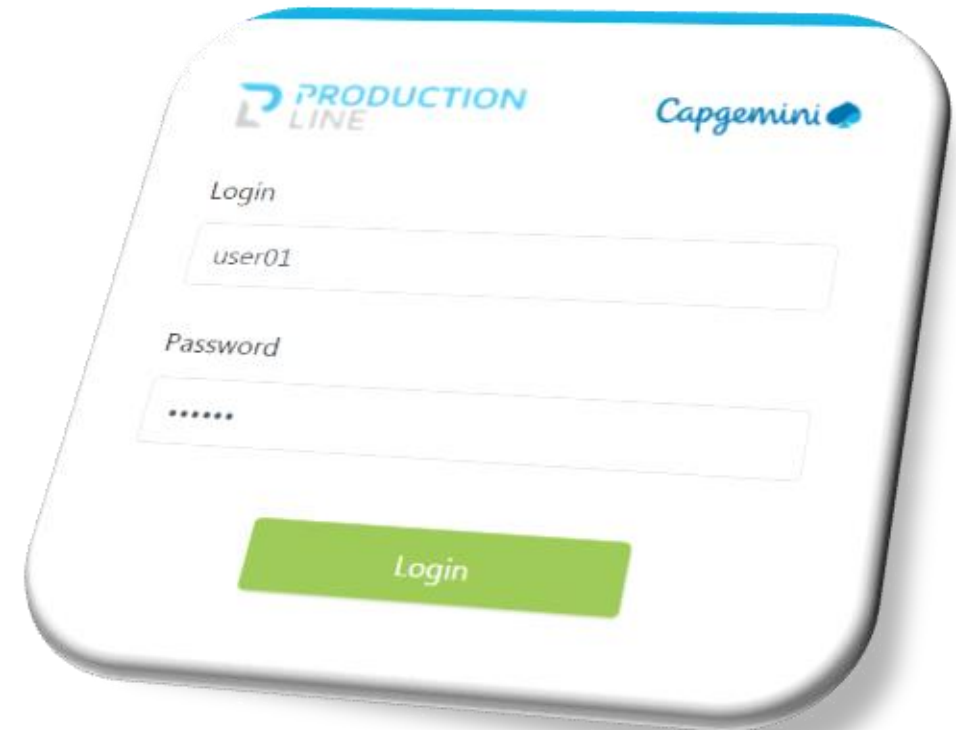 PRODUCTION
LINE
Capgemini
Login
user01
Password
••••••
Login